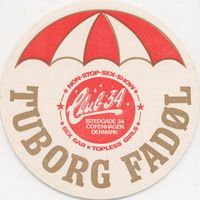 NON-STOP-SEX-SHOW
Club 34
ISTEDGADE 34
COPENHAGEN
DENMARK
SEX BAR ★ TOPLESS GIRLS
TUBORG FADØL